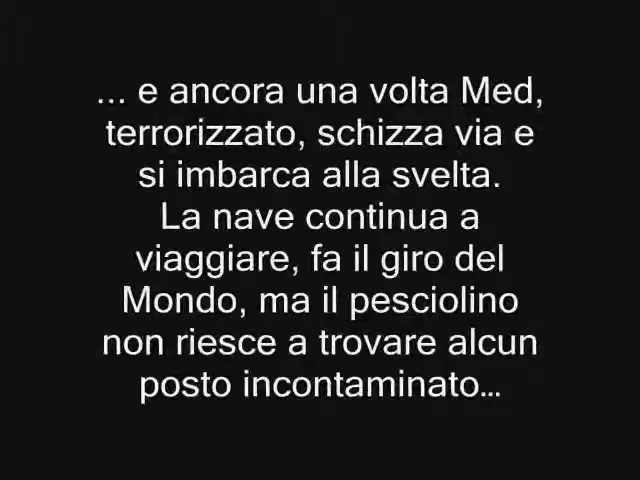 ... e ancora una volta Med,
terrorizzato, schizza via e
si imbarca alla svelta.
La nave continua a
viaggiare, fa il giro del
Mondo, ma il pesciolino
non riesce a trovare alcun
posto incontaminato...